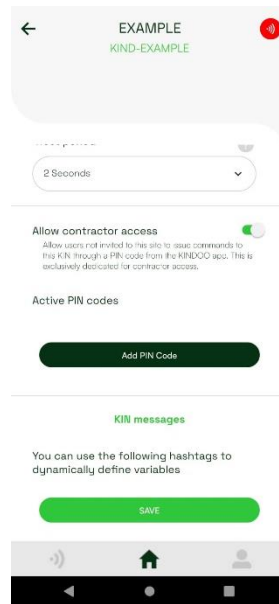 EXAMPLE
KIND-EXAMPLE
2 Seconds
Allow contractor access
Allow users not invited to this site to issue commands to
this KIN through a PIN code from the KINDOO app. This is
exclusively dedicated for contractor access.
Active PIN codes
Add PIN Code
KIN messages
You can use the following hashtags to
dynamically define variables
SAVE